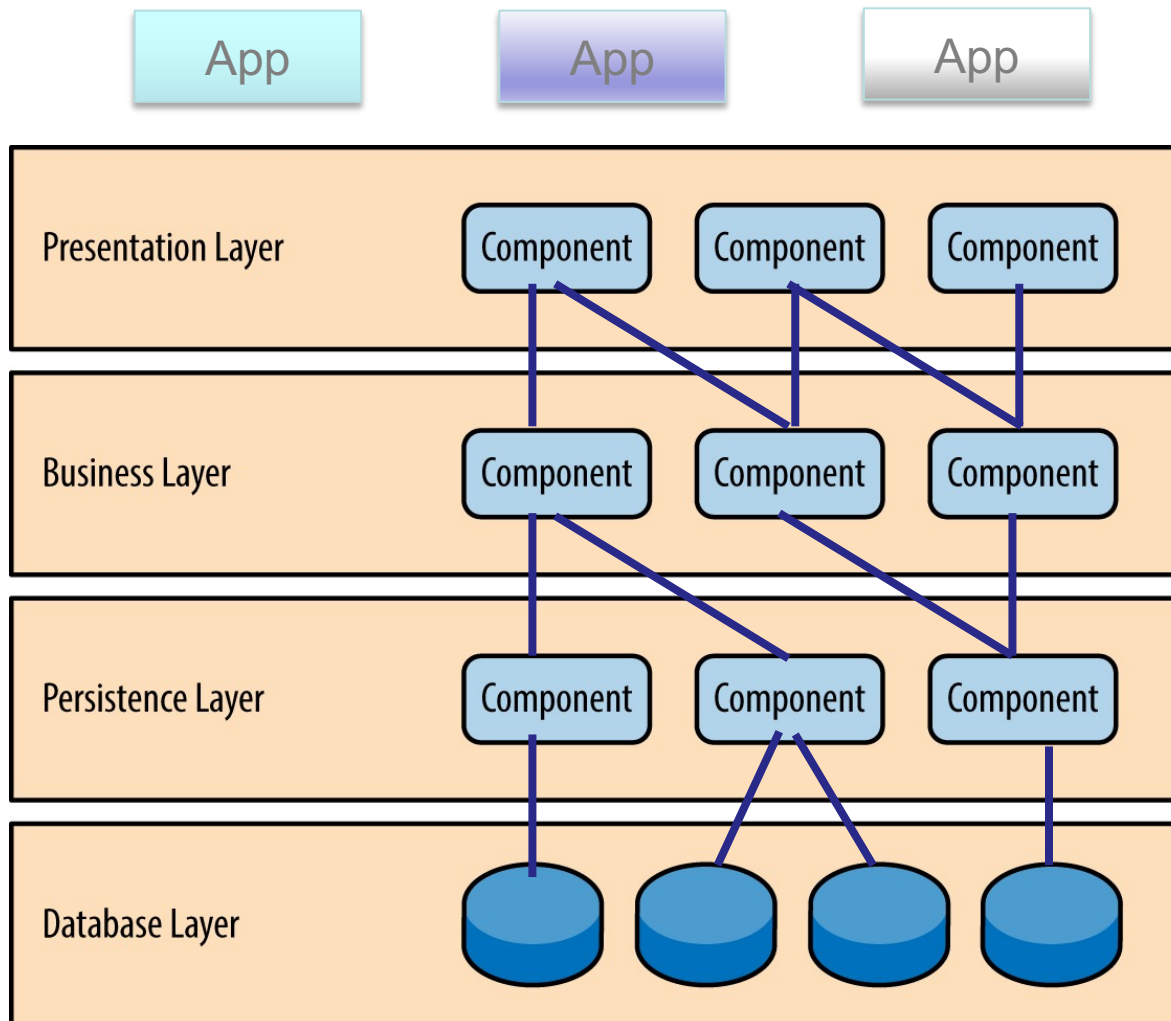 App
App
App
Presentation Layer
Component
Component
Component
Business Layer
Component
Component
Component
Persistence Layer
Component
Component
Component
Database Layer